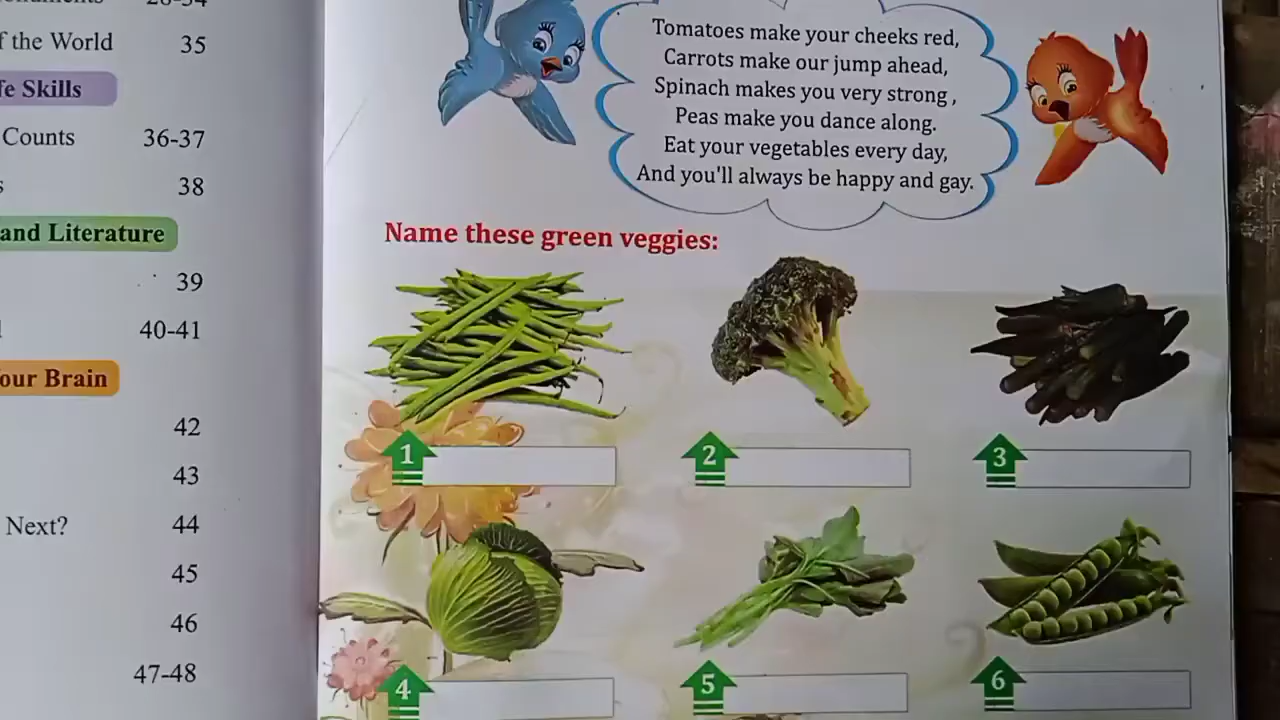 35
of the World
fe Skills
Counts 36-37
38
and Literature
39
40-41
our Brain
42
43
Next? 44
45
46
47-48
Tomatoes make your cheeks red,
Carrots make our jump ahead,
Spinach makes you very strong ,
Peas make you dance along.
Eat your vegetables every day,
And you'll always be happy and gay.
Name these green veggies:
1
2
3
4
5
6